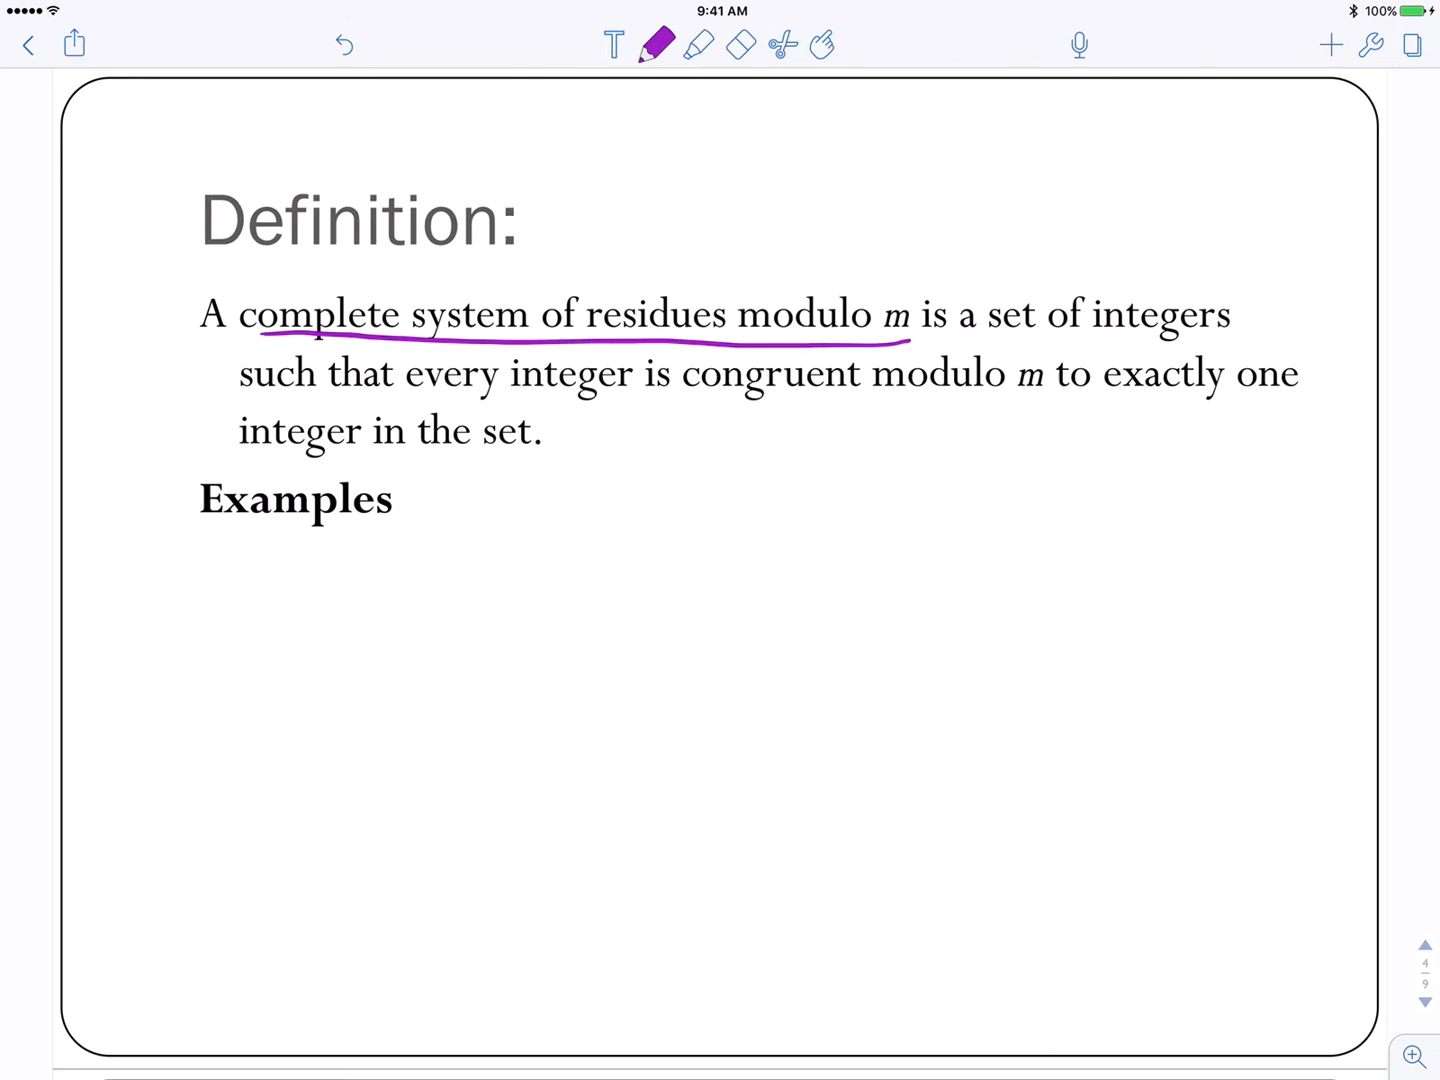 9:41 AM
100%
T
Definition:
A complete system of residues modulo m is a set of integers
such that every integer is congruent modulo m to exactly one
integer in the set.
Examples
4
9